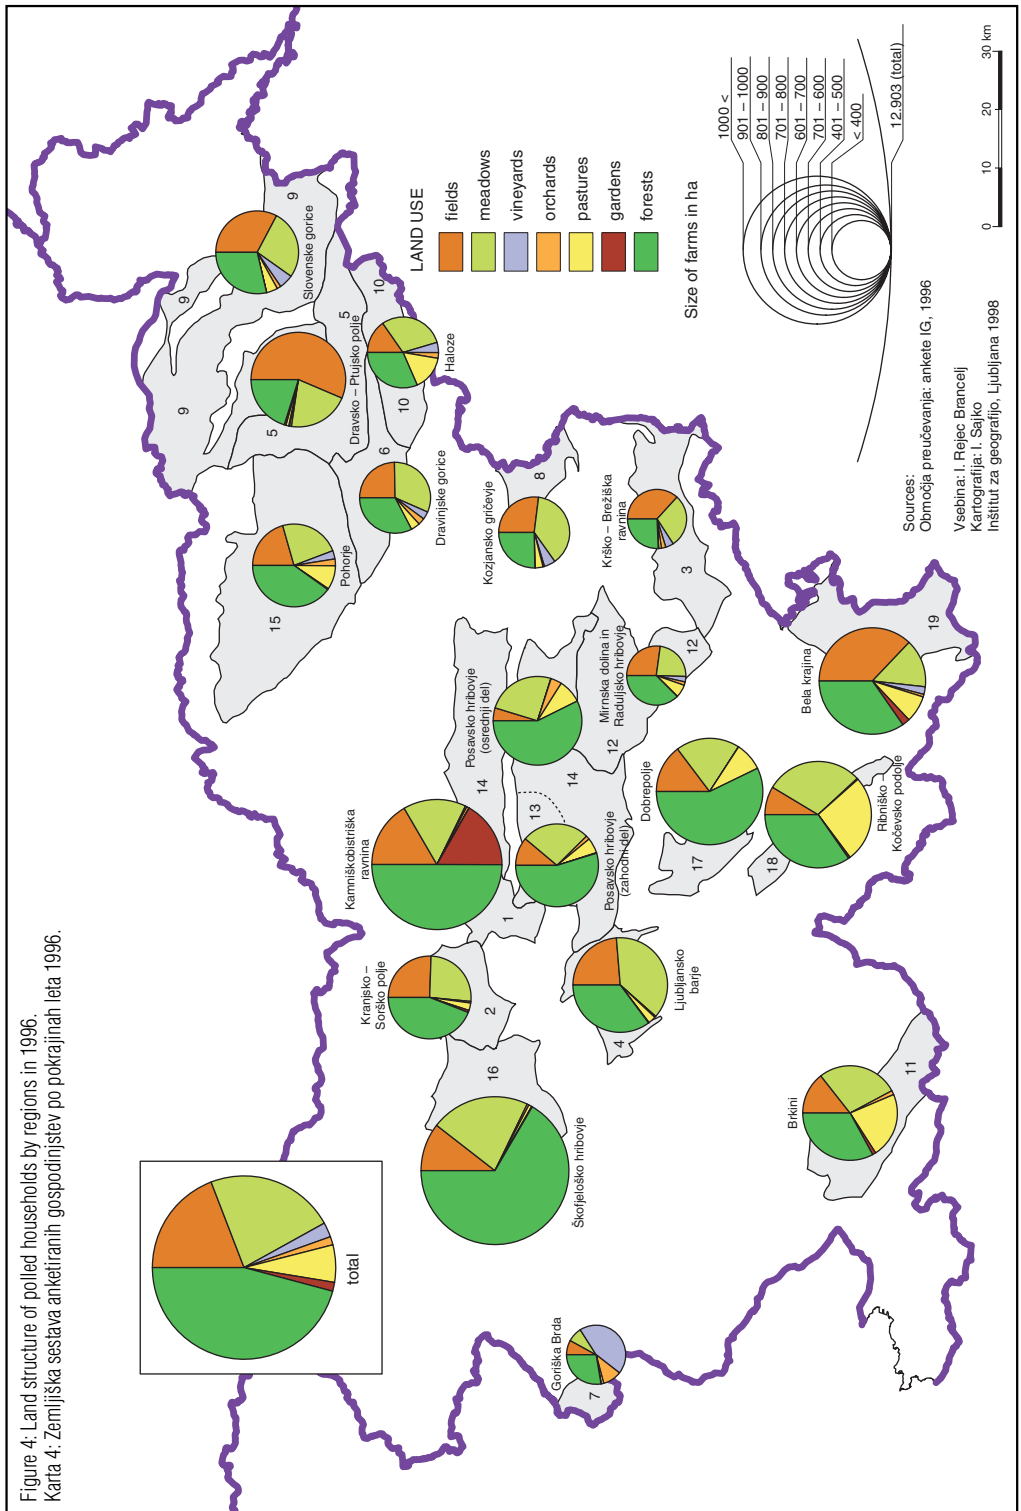 Figure 4: Land structure of polled households by regions in 1996.
Karta 4: Zemljiška sestava anketiranih gospodinjstev po pokrajinah leta 1996.
total
Goriška Brda
7
Škofjeloško hribovje
16
Kranjsko –
Sorško polje
2
Kamniškobistriška
ravnina
1
Ljubljansko
barje
4
Brkini
11
Posavsko hribovje
(osrednji del)
14
14
13
Posavsko hribovje
(zahodni del)
Dobrepolje
17
Ribniško –
Kočevsko podolje
18
Mirnska dolina in
Raduljsko hribovje
12
12
Bela krajina
19
Krško – Brežiška
ravnina
3
Kozjansko gričevje
8
Pohorje
15
Dravinjske gorice
6
Dravsko – Ptujsko polje
5
5
Haloze
10
10
Slovenske gorice
9
9
9
LAND USE
fields
meadows
vineyards
orchards
pastures
gardens
forests
Size of farms in ha
1000 <
901 – 1000
801 – 900
701 – 800
601 – 700
701 – 600
401 – 500
< 400
12.903 (total)
0 10 20 30 km
Sources:
Območja preučevanja: ankete IG, 1996
Vsebina: I. Rejec Brancelj
Kartografija: I. Sajko
Inštitut za geografijo, Ljubljana 1998